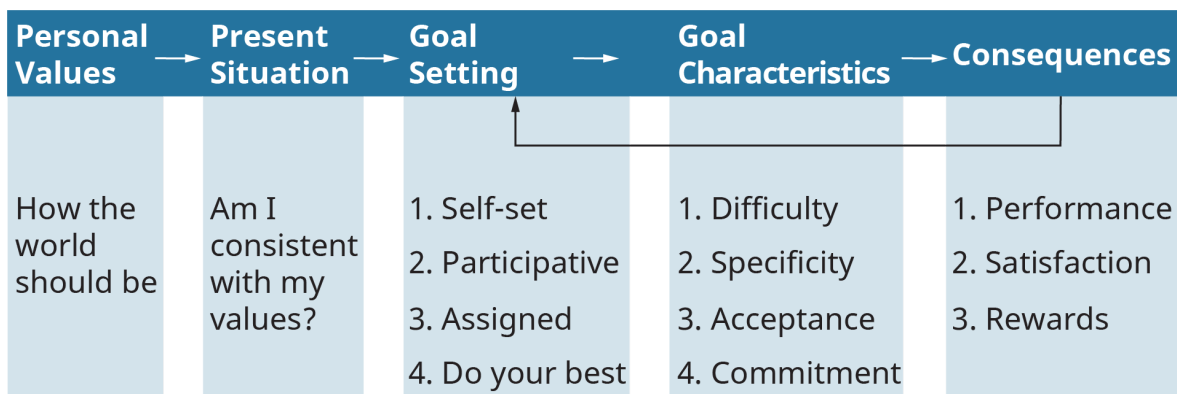 Personal
Values
Present
Situation
Goal
Setting
Goal
Characteristics
Consequences
How the
world
should be
Am I
consistent
with my
values?
1. Self-set
2. Participative
3. Assigned
4. Do your best
1. Difficulty
2. Specificity
3. Acceptance
4. Commitment
1. Performance
2. Satisfaction
3. Rewards